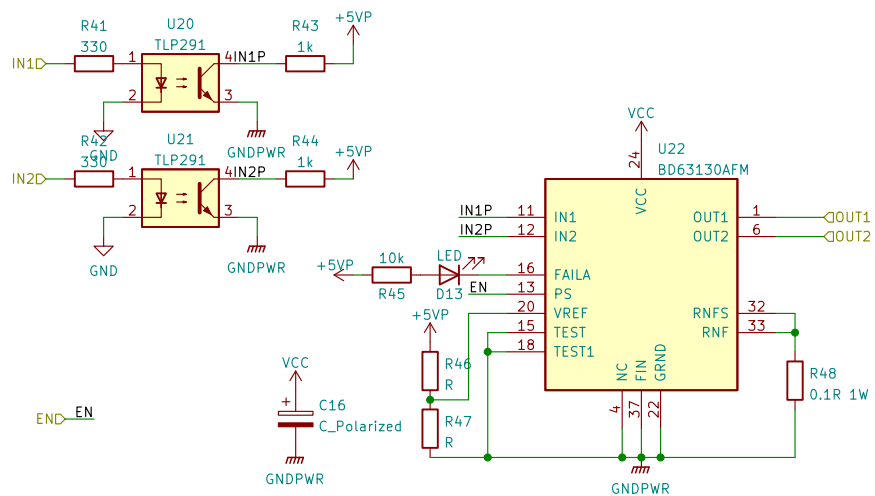 R41
330
IN1
U20
TLP291
1
2
4
3
IN1P
R43
1k
+5VP
GND
GNDPWR
R42
330
IN2
U21
TLP291
1
2
4
3
IN2P
R44
1k
+5VP
GND
GNDPWR
VCC
24
U22
BD63130AFM
VCC
IN1P
11
IN1
OUT1
1
OUT1
IN2P
12
IN2
OUT2
6
OUT2
+5VP
10k
R45
LED
D13
16
FAILA
EN
13
PS
20
VREF
RNFS
32
15
TEST
RNF
33
18
TEST1
NC
FIN
GRND
4
37
22
+5VP
R46
R
R47
R
R48
0.1R 1W
GNDPWR
VCC
+
C16
C_Polarized
GNDPWR
EN
EN